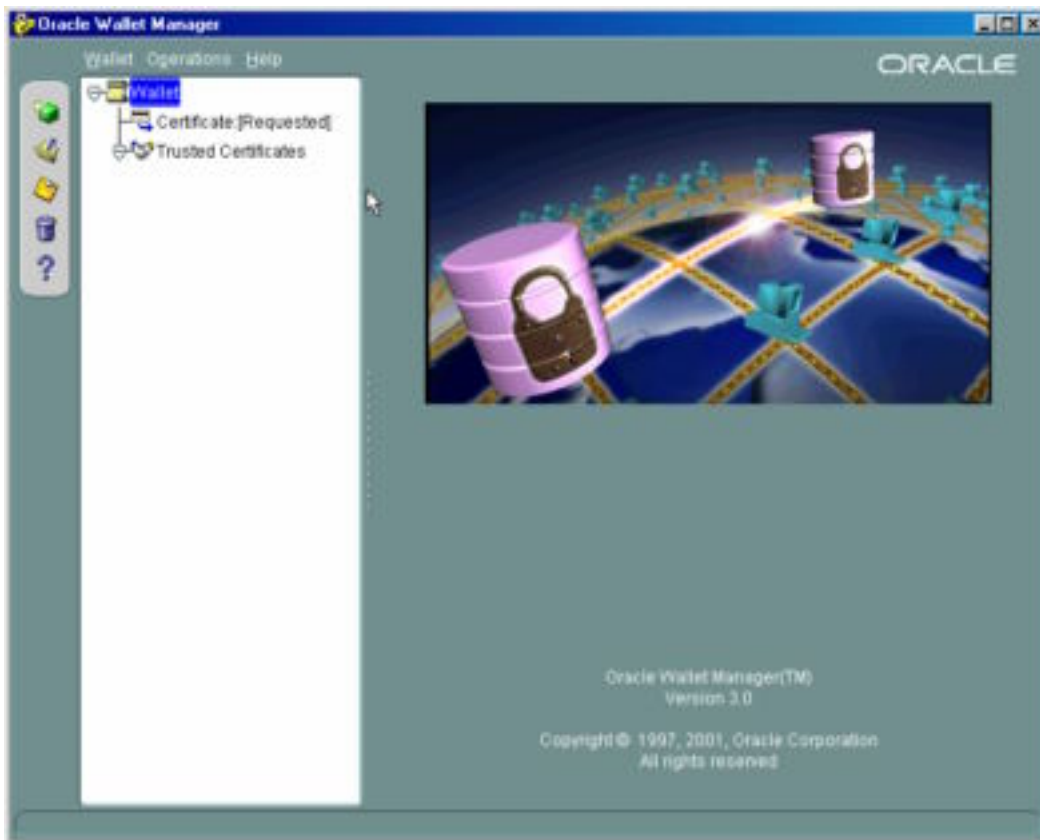 Oracle Wallet Manager
Wallet Operations Help
ORACLE
Wallet
Certificate:[Requested]
Trusted Certificates
?
Oracle Wallet Manager(TM)
Version 3.0
Copyright © 1997, 2001, Oracle Corporation
All rights reserved